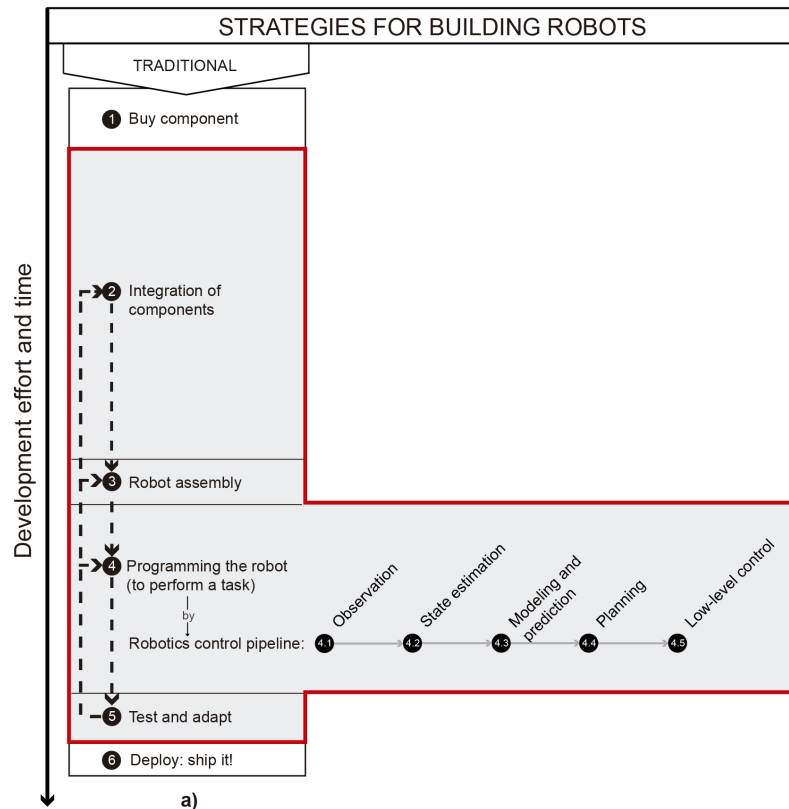 STRATEGIES FOR BUILDING ROBOTS
TRADITIONAL
Development effort and time
1 Buy component
2 Integration of
components
3 Robot assembly
4 Programming the robot
(to perform a task)
by
Robotics control pipeline:
4.1 Observation
4.2 State estimation
4.3 Modeling and
prediction
4.4 Planning
4.5 Low-level control
5 Test and adapt
6 Deploy: ship it!
a)